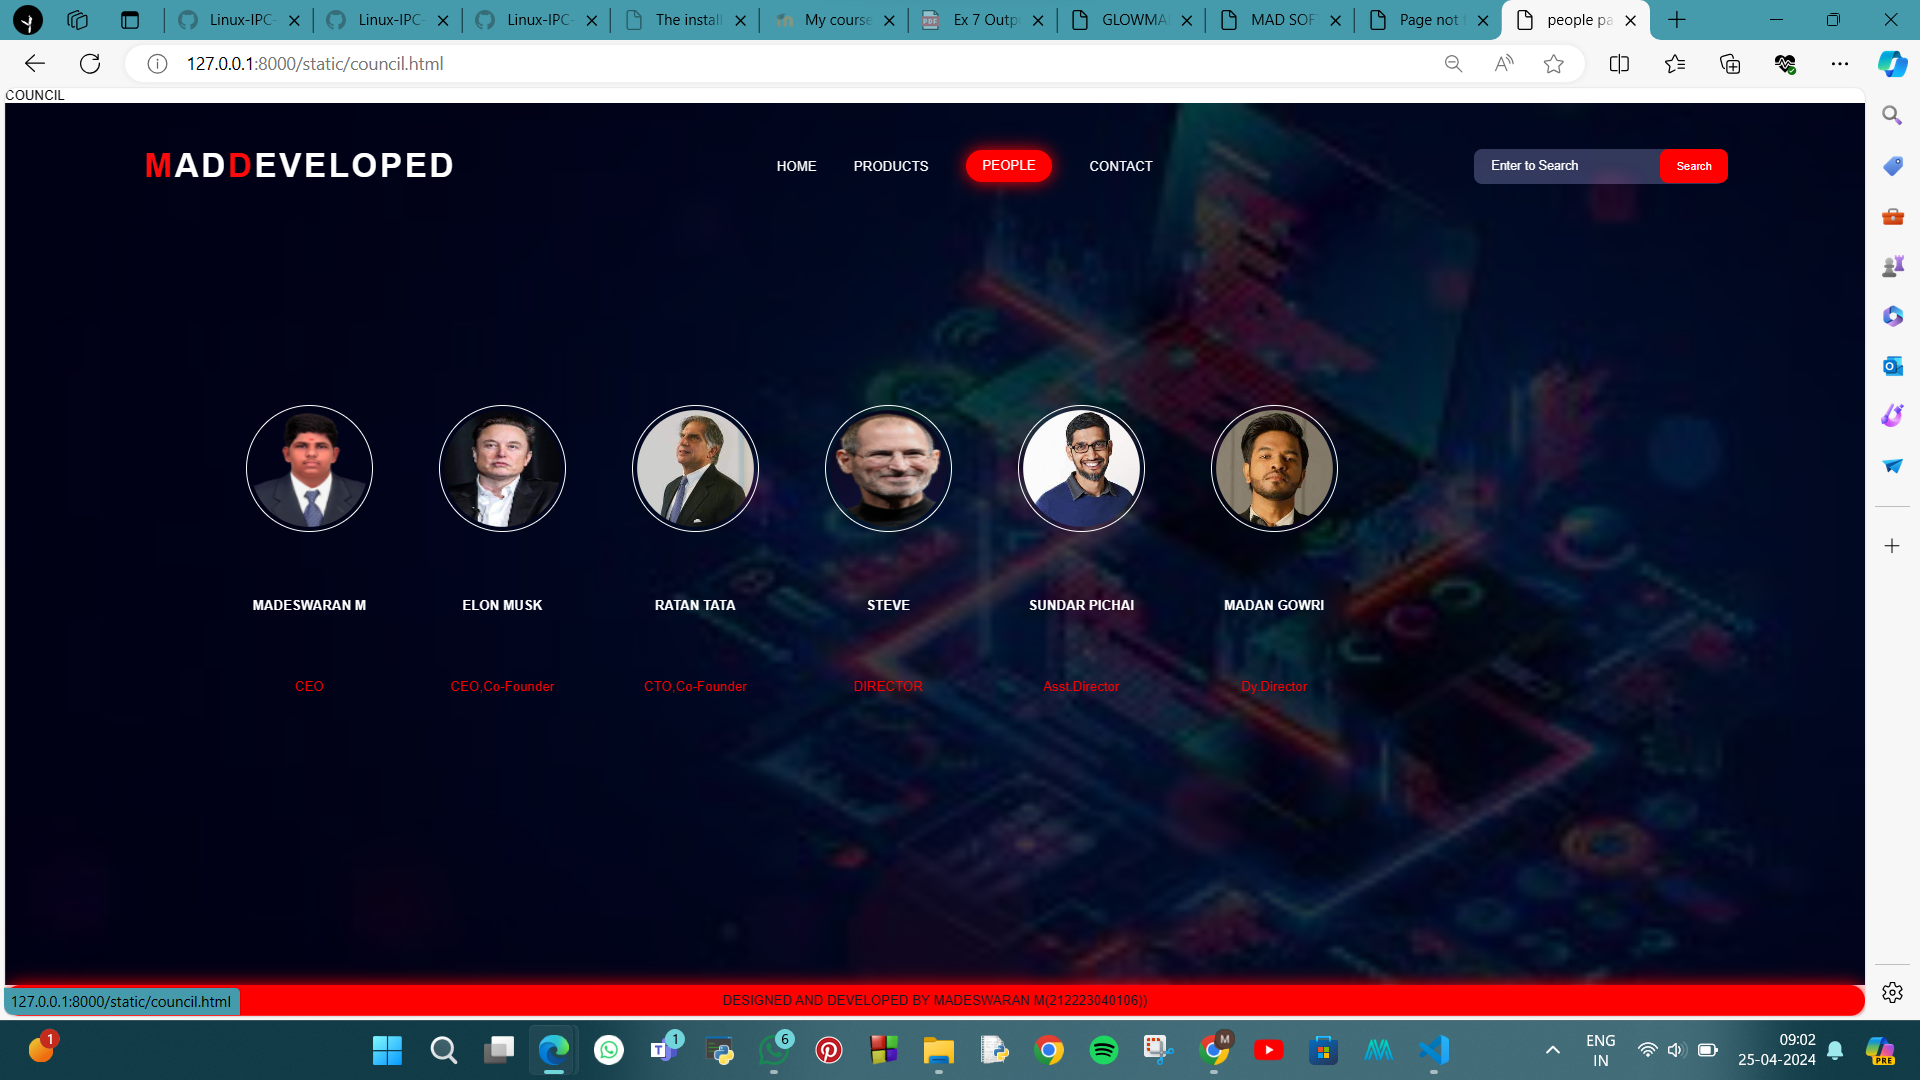 Linux-IPC-
Linux-IPC-
Linux-IPC-
The install
My course
Ex 7 Outp
GLOWMA
MAD SOF
Page not f
people pa
127.0.0.1:8000/static/council.html
COUNCIL
MADDEVELOPED
HOME
PRODUCTS
PEOPLE
CONTACT
Enter to Search
Search
MADESWARAN M
ELON MUSK
RATAN TATA
STEVE
SUNDAR PICHAI
MADAN GOWRI
CEO
CEO,Co-Founder
CTO,Co-Founder
DIRECTOR
Asst.Director
Dy.Director
127.0.0.1:8000/static/council.html
DESIGNED AND DEVELOPED BY MADESWARAN M(212223040106))
1
1
6
M
ENG
IN
09:02
25-04-2024
PRE